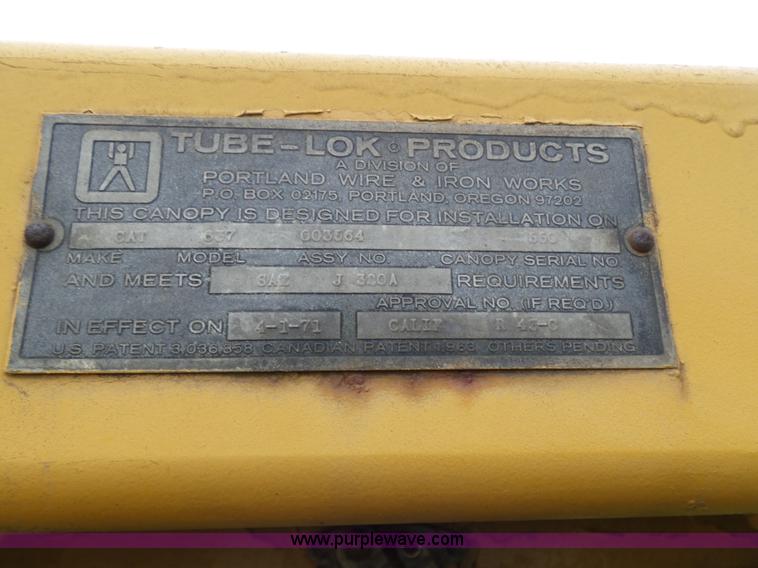 TUBE-LOK PRODUCTS
A DIVISION OF
PORTLAND WIRE & IRON WORKS
P.O. BOX 02175, PORTLAND, OREGON 97202
THIS CANOPY IS DESIGNED FOR INSTALLATION ON
CAT 637 003564
MAKE MODEL ASSY. NO. CANOPY SERIAL NO.
AND MEETS SAE J 320A REQUIREMENTS
APPROVAL NO. (IF REQ'D.)
IN EFFECT ON 4-1-71 CALIF R 43-C
U.S. PATENT 3,036,858 CANADIAN PATENT 1963 OTHERS PENDING
www.purplewave.com